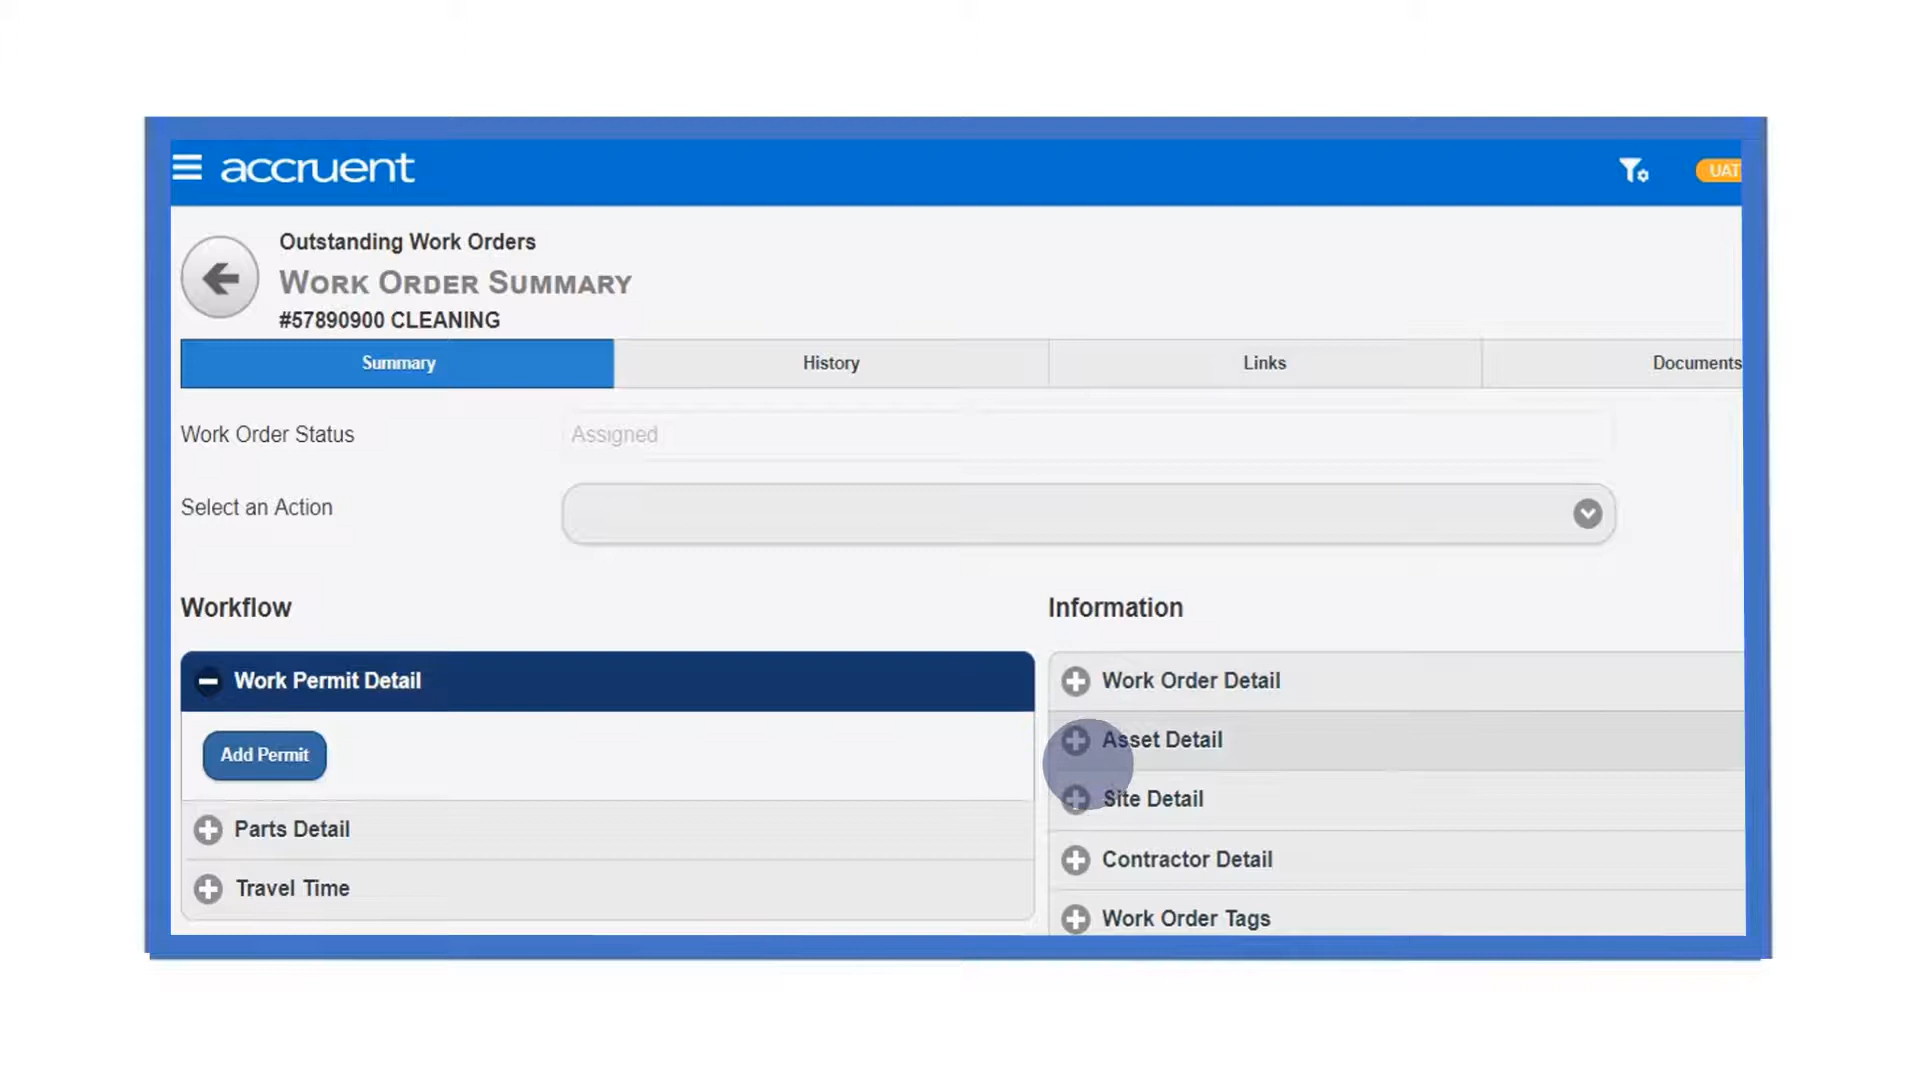 accruent
UAT
Outstanding Work Orders
WORK ORDER SUMMARY
#57890900 CLEANING
Summary
History
Links
Documents
Work Order Status
Assigned
Select an Action
Workflow
Work Permit Detail
Add Permit
Parts Detail
Travel Time
Information
Work Order Detail
Asset Detail
Site Detail
Contractor Detail
Work Order Tags